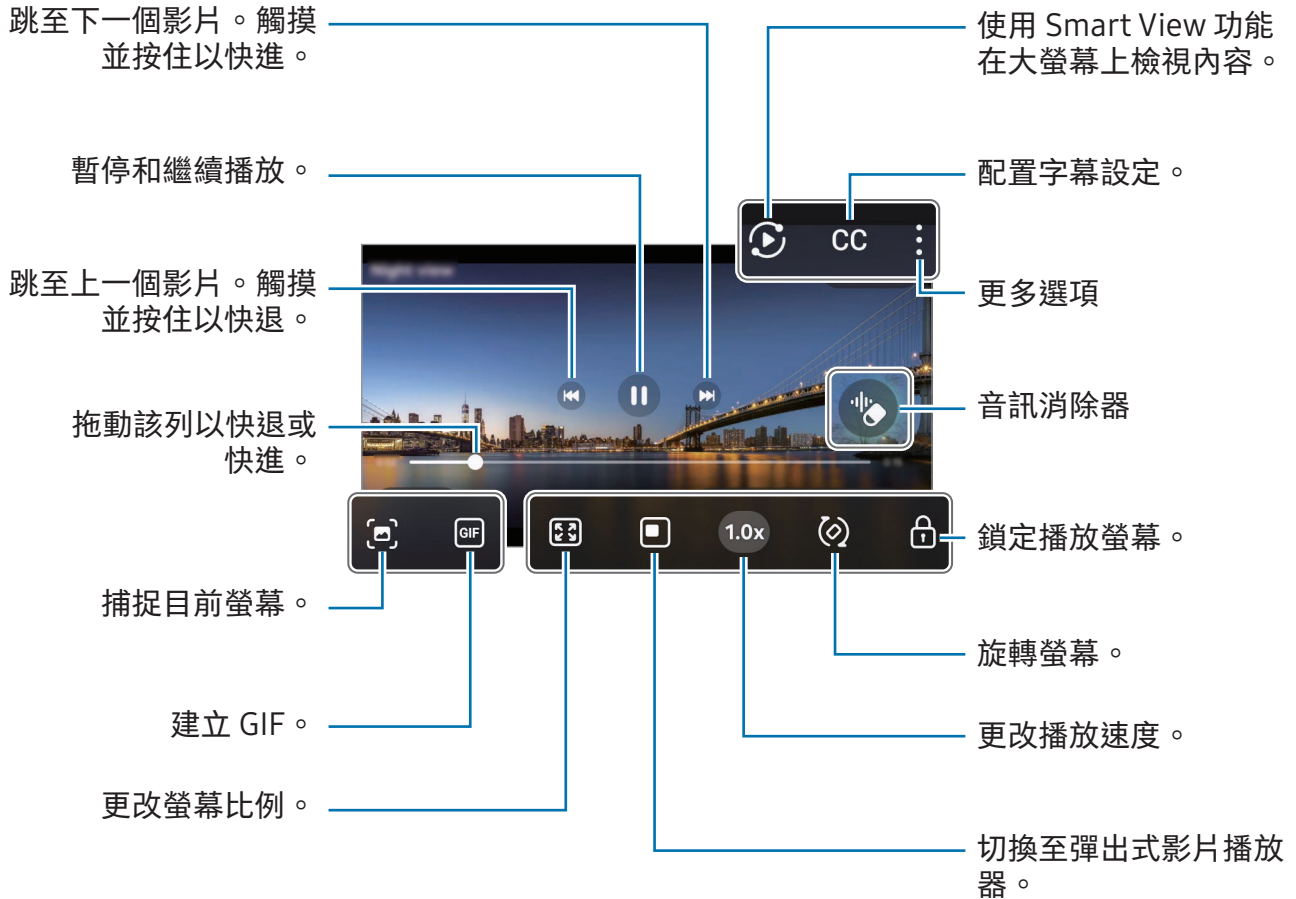 跳至下一個影片。觸摸
並按住以快進。
使用 Smart View 功能
在大螢幕上檢視內容。
暫停和繼續播放。
配置字幕設定。
CC
跳至上一個影片。觸摸
並按住以快退。
Night view
更多選項
音訊消除器
拖動該列以快退或
快進。
GIF
1.0x
鎖定播放螢幕。
捕捉目前螢幕。
旋轉螢幕。
建立 GIF。
更改播放速度。
更改螢幕比例。
切換至彈出式影片播放
器。